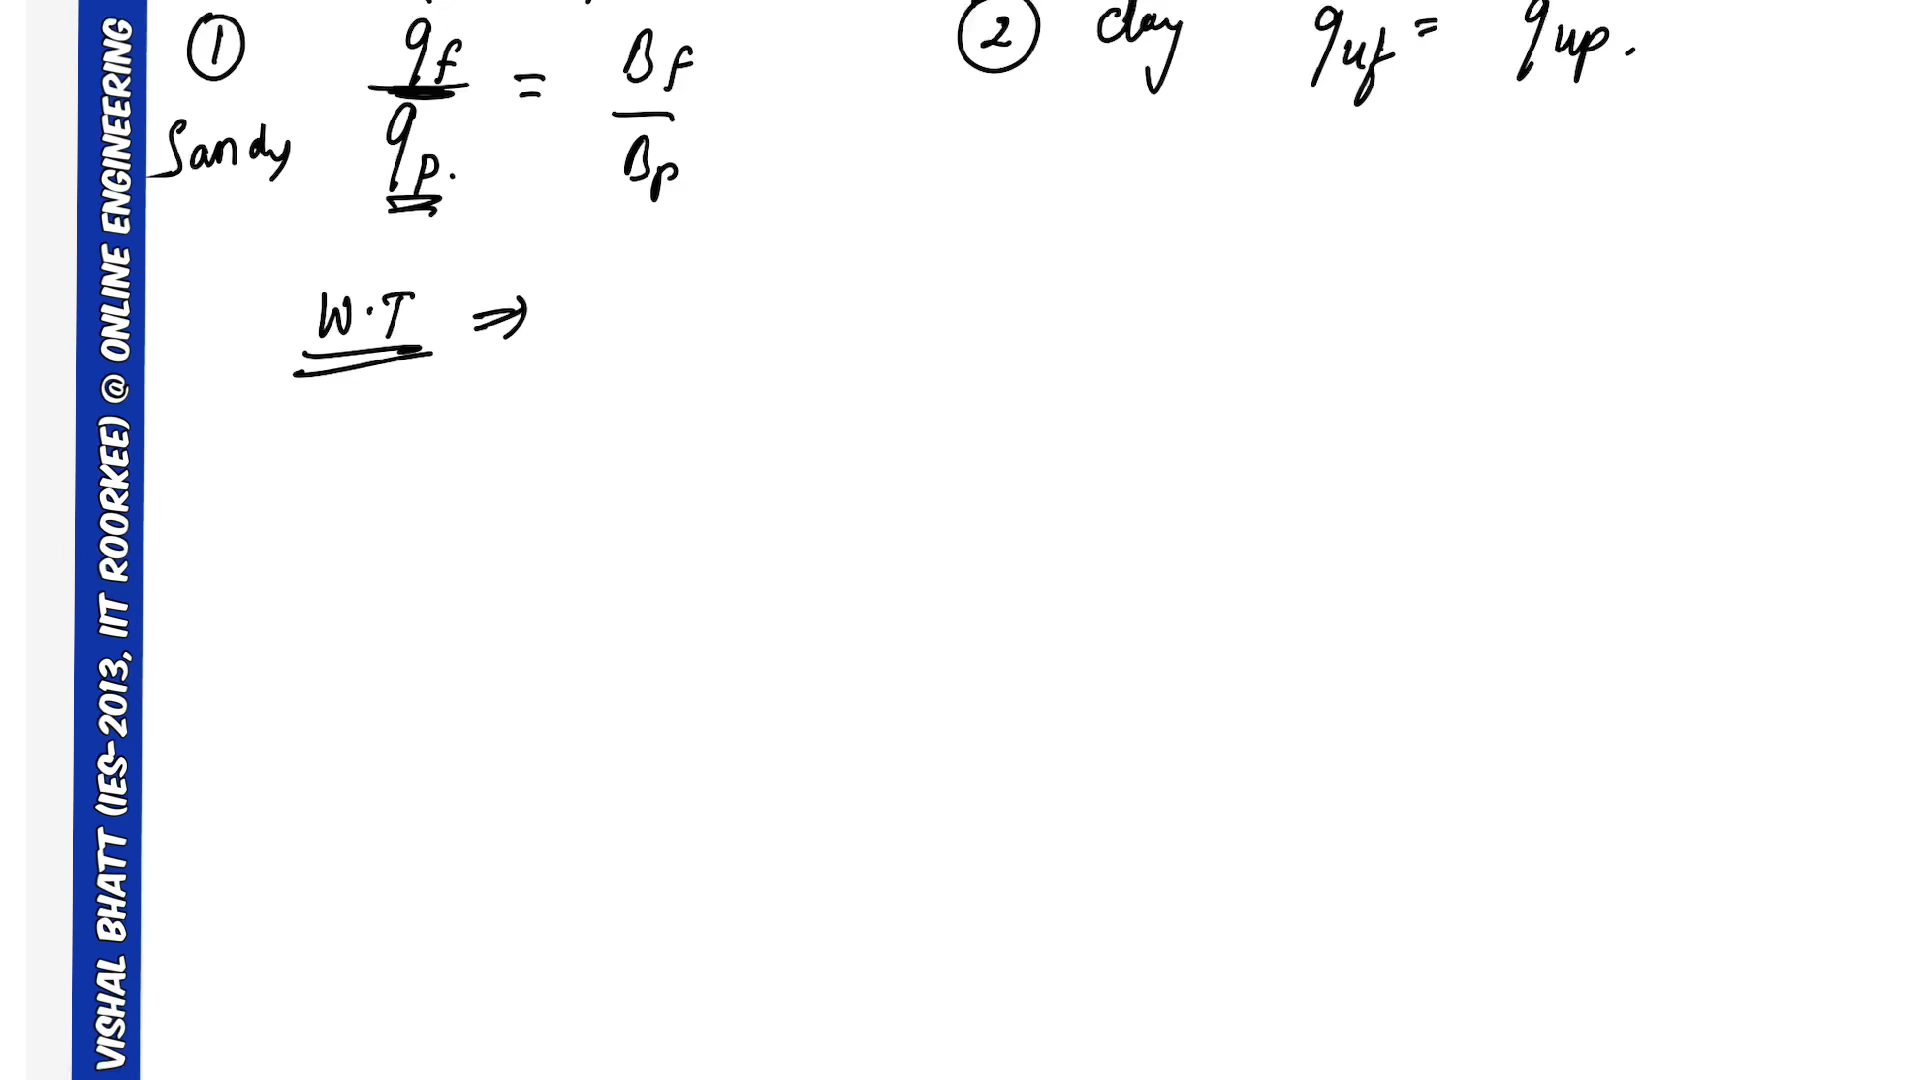 VISHAL BHATT (IES-2013, IIT ROORKEE) @ ONLINE ENGINEERING
① qf / qp. = Bf / Bp
Sandy
② clay quf = qup.
W.T ⇒